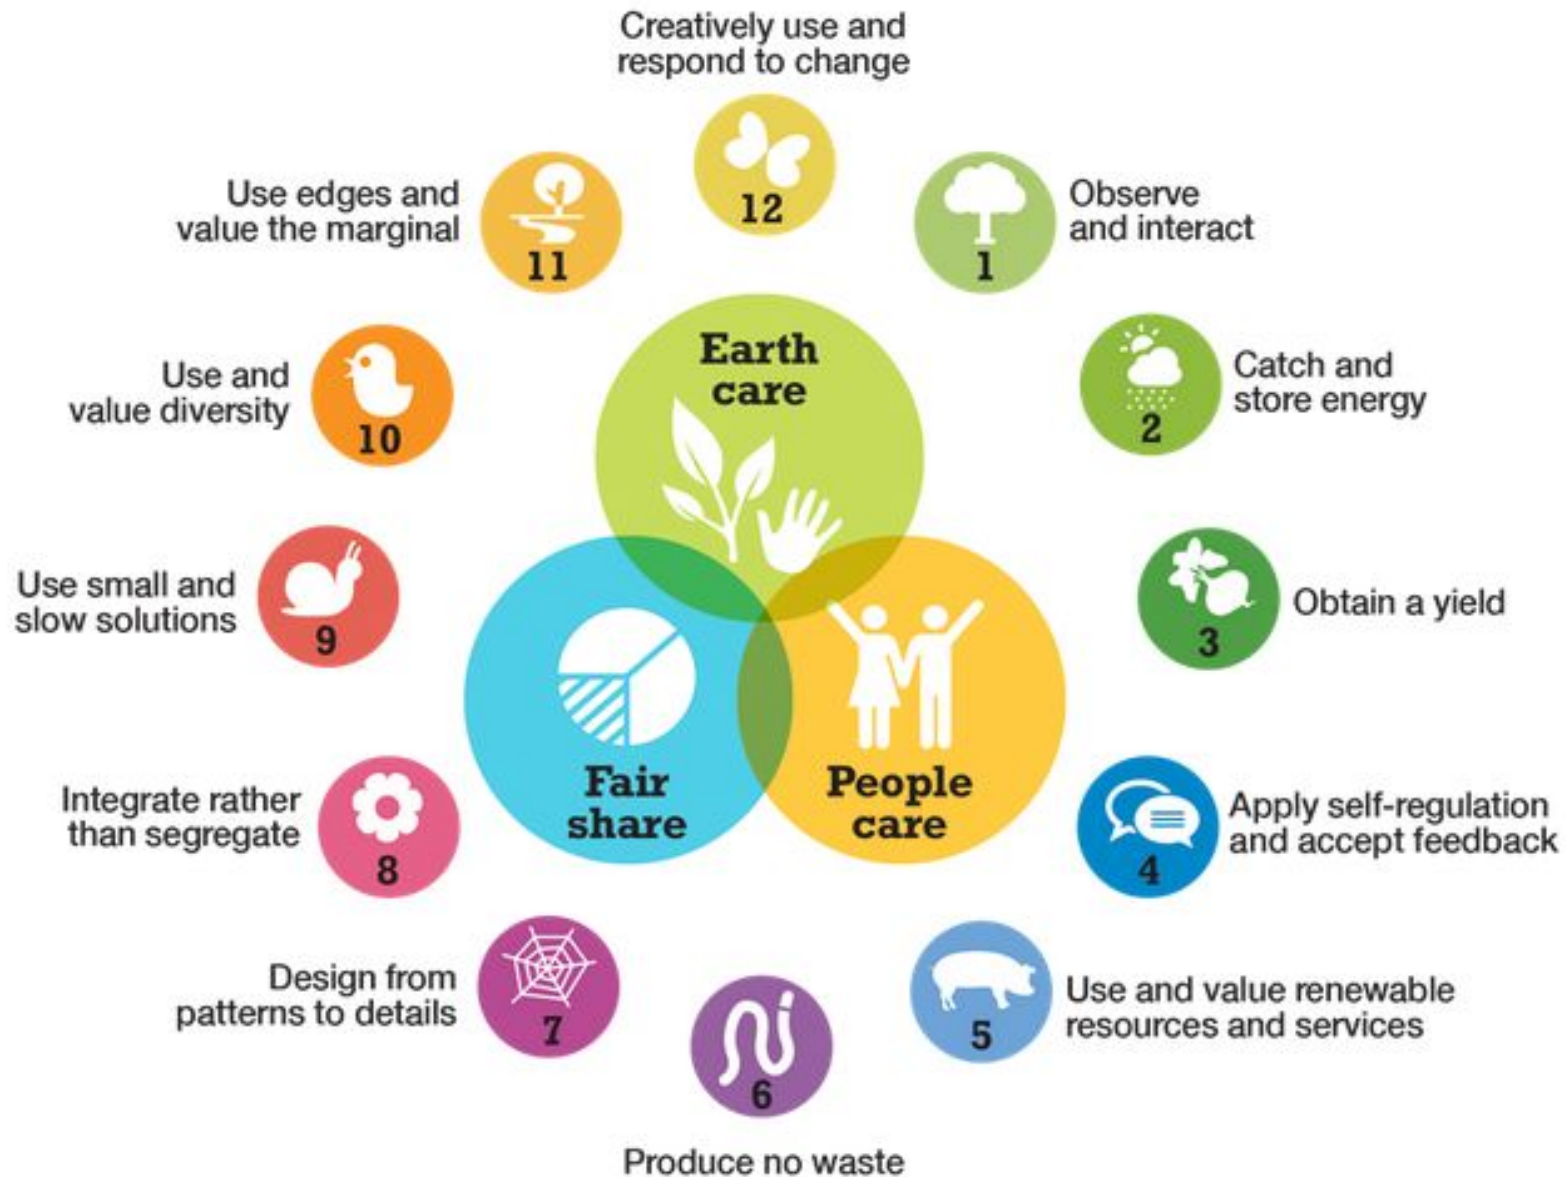 Creatively use and
respond to change
12
Observe
and interact
1
Catch and
store energy
2
Obtain a yield
3
Apply self-regulation
and accept feedback
4
Use and value renewable
resources and services
5
6
Produce no waste
Design from
patterns to details
7
Integrate rather
than segregate
8
Use small and
slow solutions
9
Use and
value diversity
10
Use edges and
value the marginal
11
Earth
care
Fair
share
People
care